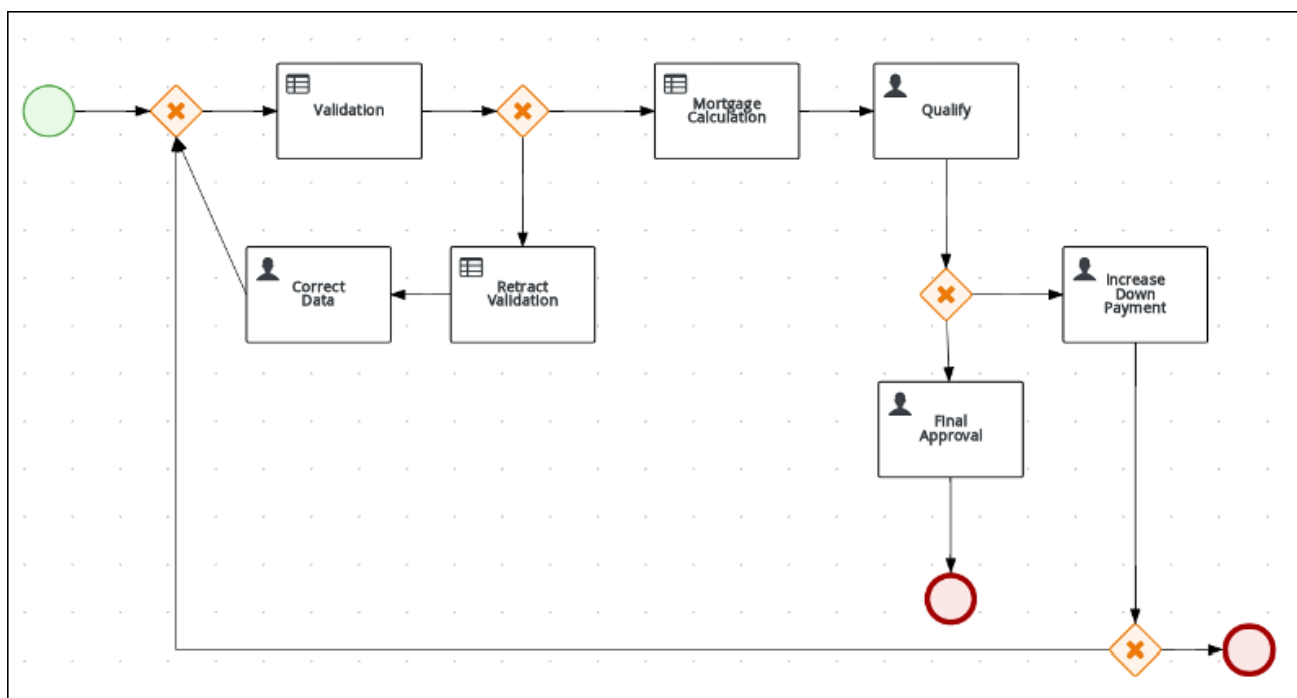 Validation
Mortgage
Calculation
Qualify
Correct
Data
Retract
Validation
Increase
Down
Payment
Final
Approval